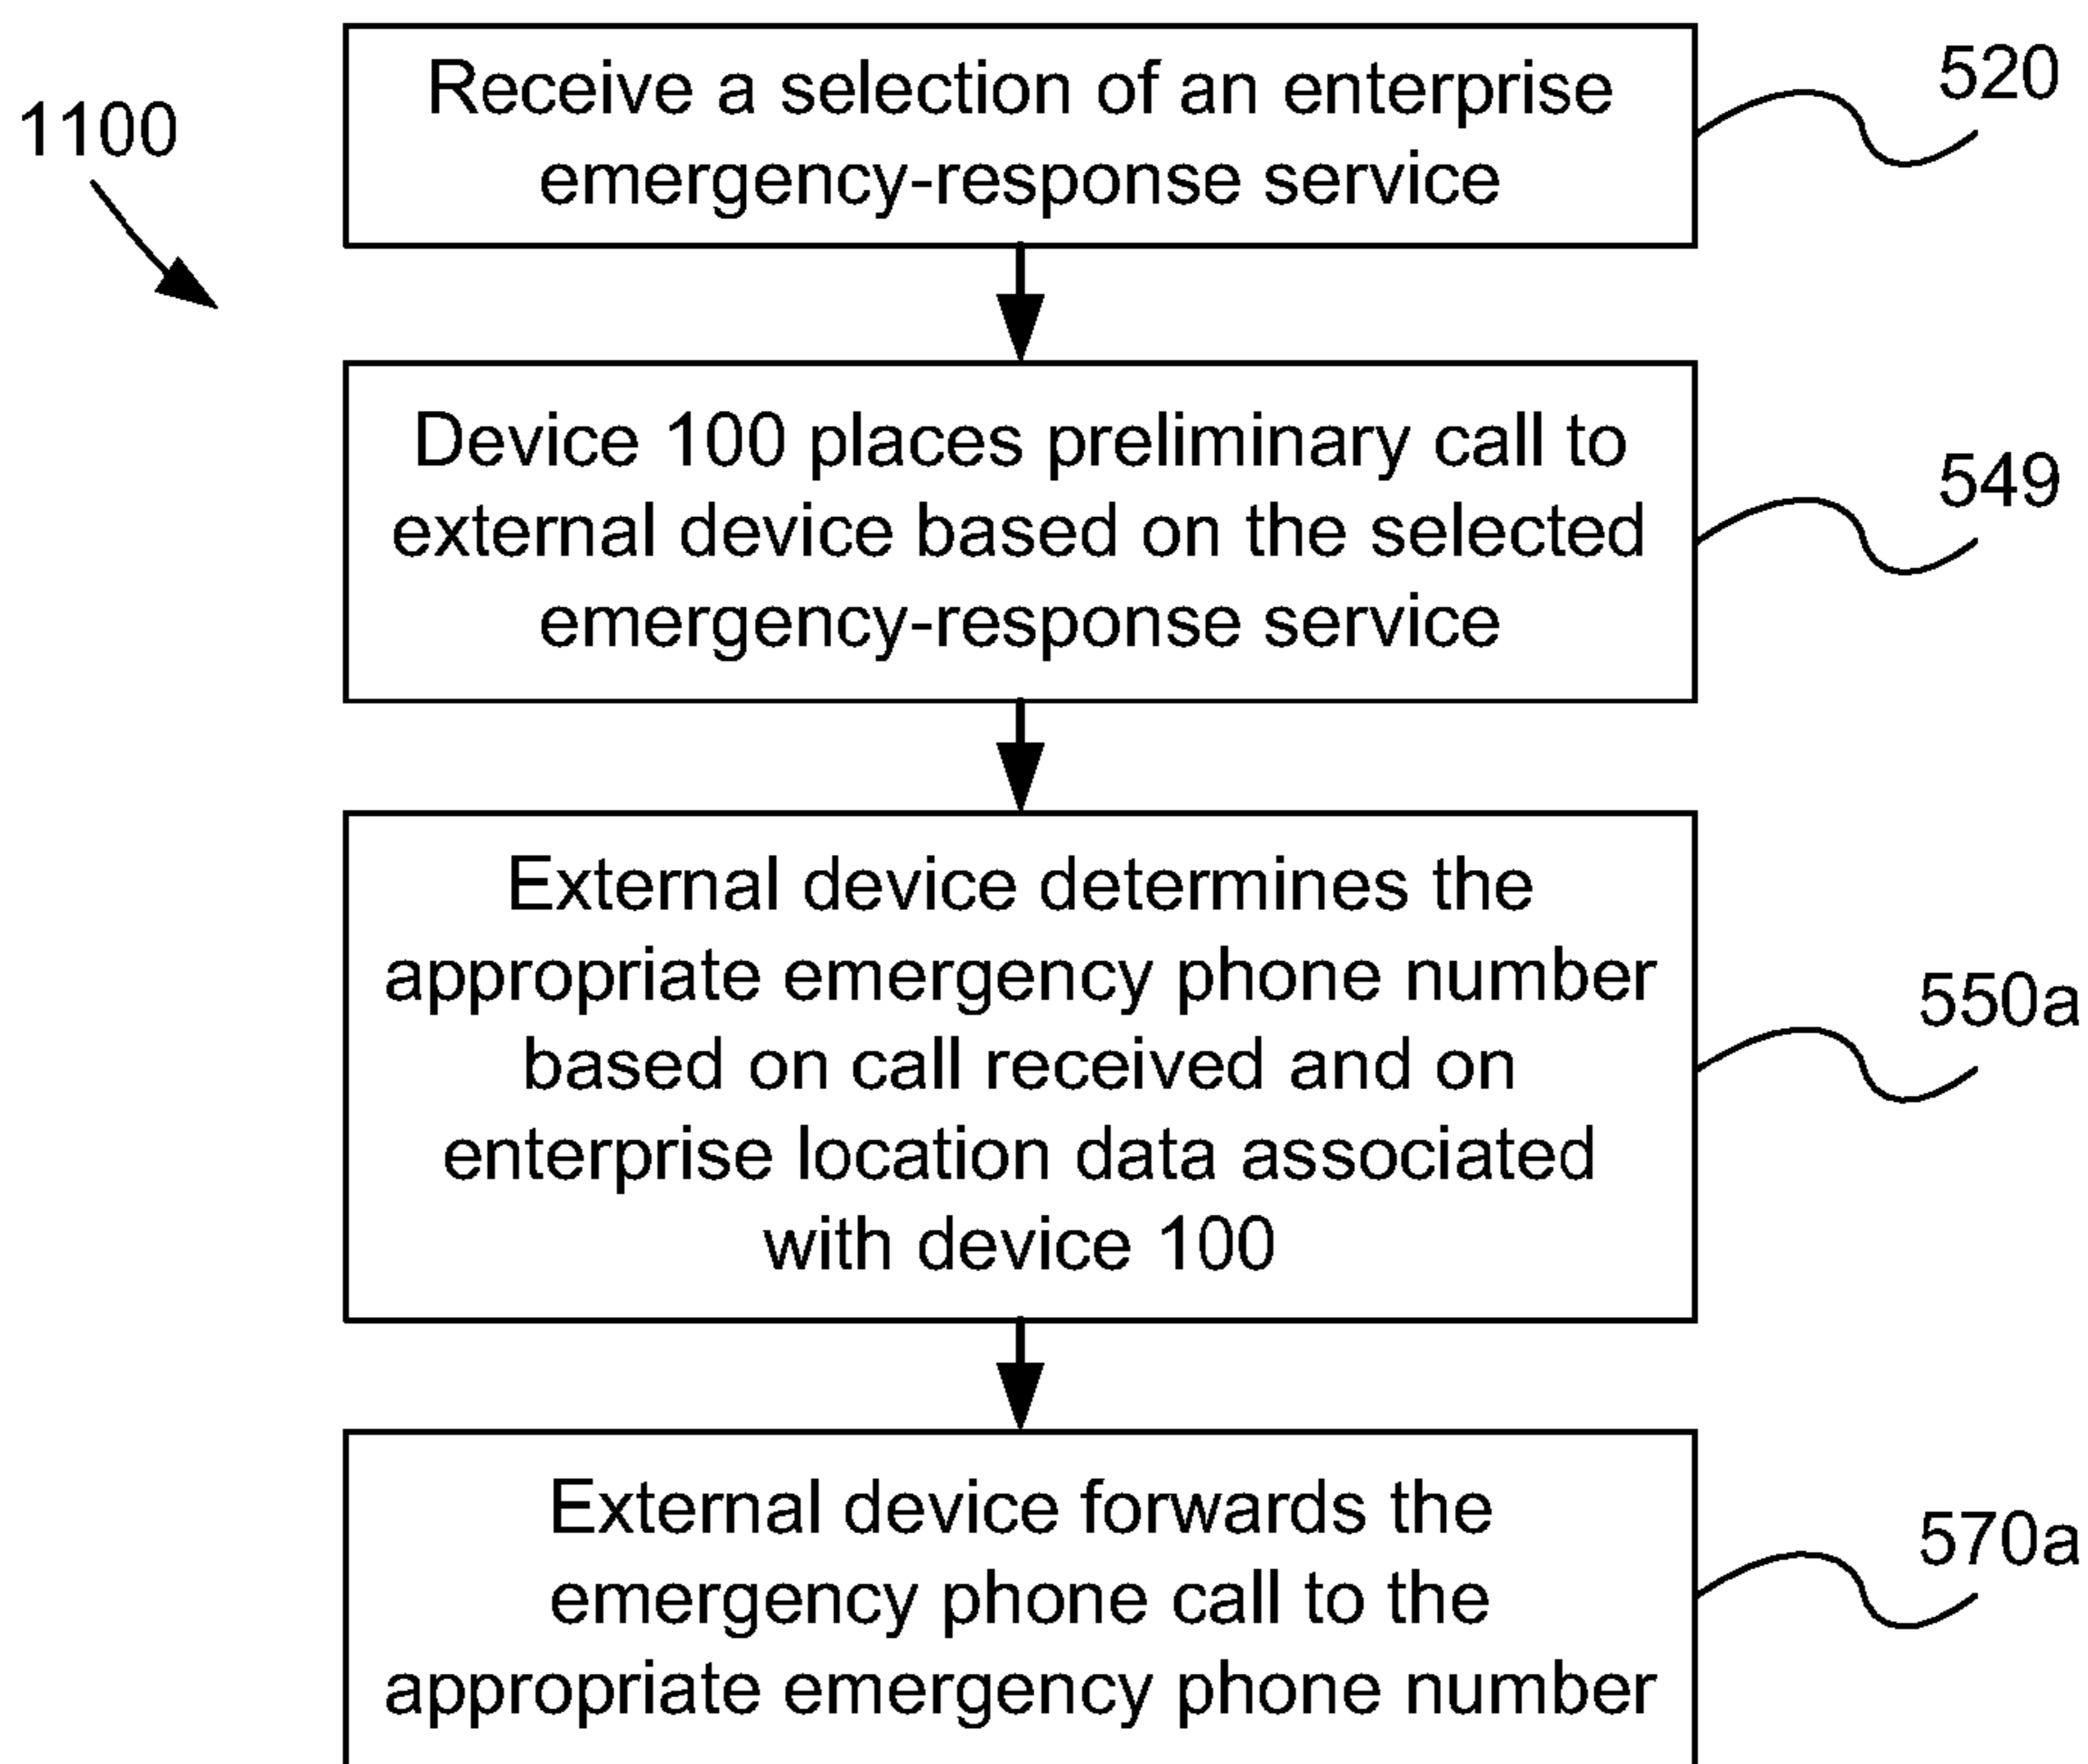 1100
Receive a selection of an enterprise
emergency-response service
520
Device 100 places preliminary call to
external device based on the selected
emergency-response service
549
External device determines the
appropriate emergency phone number
based on call received and on
enterprise location data associated
with device 100
550a
External device forwards the
emergency phone call to the
appropriate emergency phone number
570a